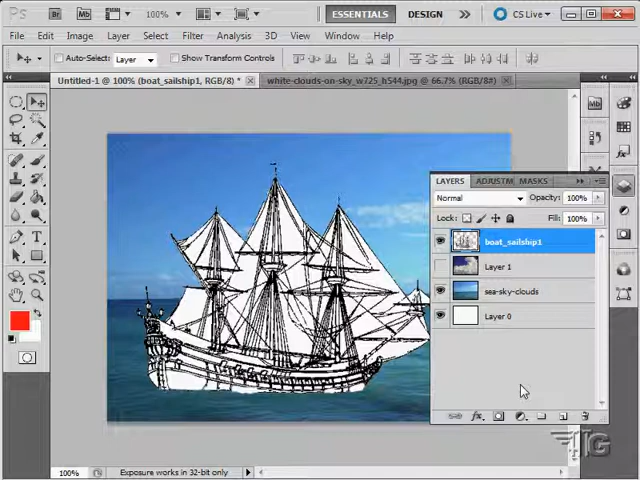 Ps Br Mb 100% ESSENTIALS DESIGN CS Live
File Edit Image Layer Select Filter Analysis 3D View Window Help
Auto-Select: Layer Show Transform Controls
Untitled-1 @ 100% (boat_sailship1, RGB/8) * white-clouds-on-sky_w725_h544.jpg @ 66.7% (RGB/8#)
Mb
LAYERS ADJUSTM MASKS
Normal Opacity: 100%
Lock: Fill: 100%
boat_sailship1
Layer 1
sea-sky-clouds
Layer 0
fx
100% Exposure works in 32-bit only